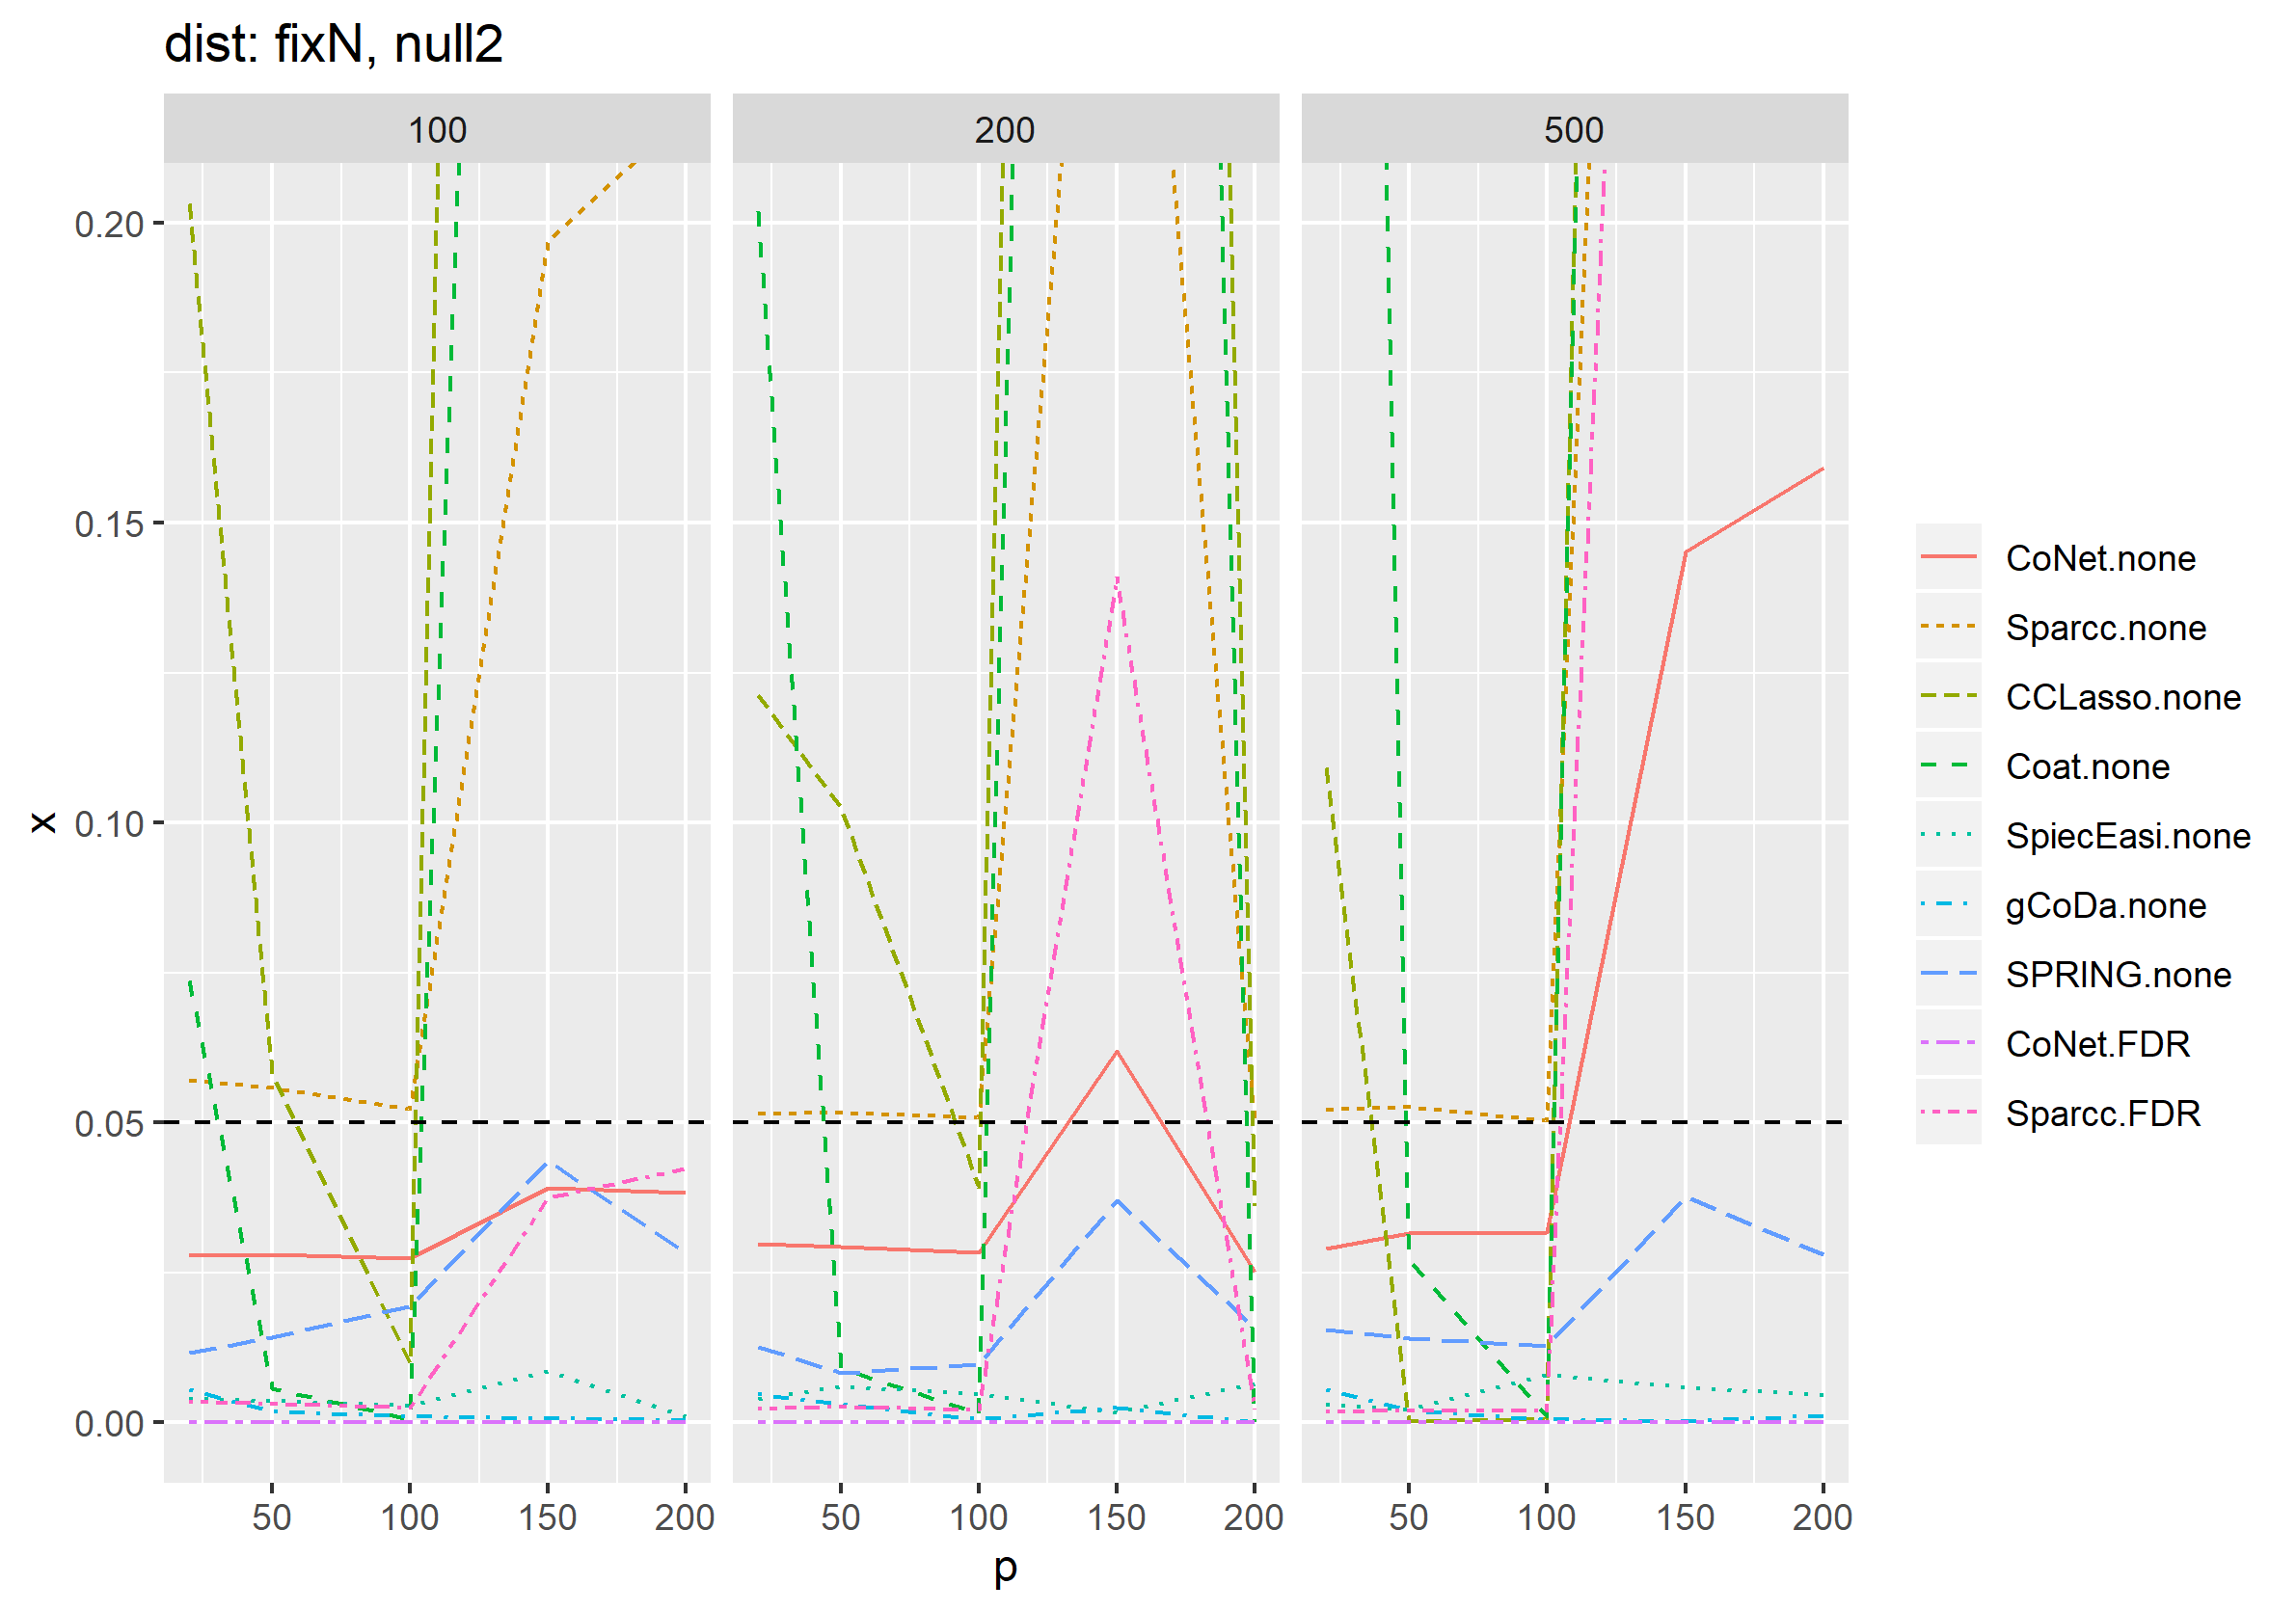 dist: fixN, null2
100 200 500
0.20
0.15
0.10
0.05
0.00
x
50 100 150 200 50 100 150 200 50 100 150 200
p
CoNet.none
Sparcc.none
CCLasso.none
Coat.none
SpiecEasi.none
gCoDa.none
SPRING.none
CoNet.FDR
Sparcc.FDR